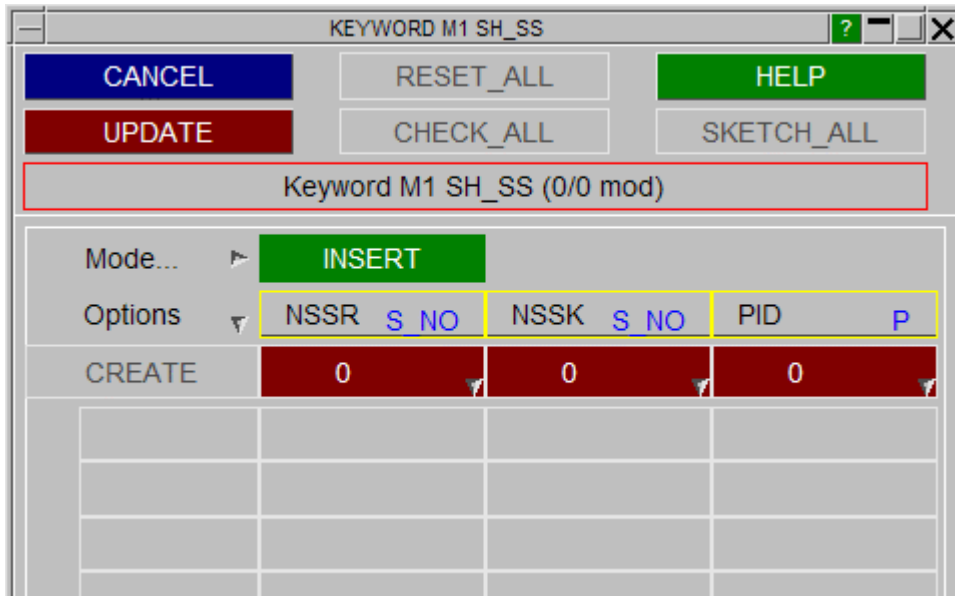 KEYWORD M1 SH_SS ?
CANCEL RESET_ALL HELP
UPDATE CHECK_ALL SKETCH_ALL
Keyword M1 SH_SS (0/0 mod)
Mode... INSERT
Options NSSR S_NO NSSK S_NO PID P
CREATE 0 0 0